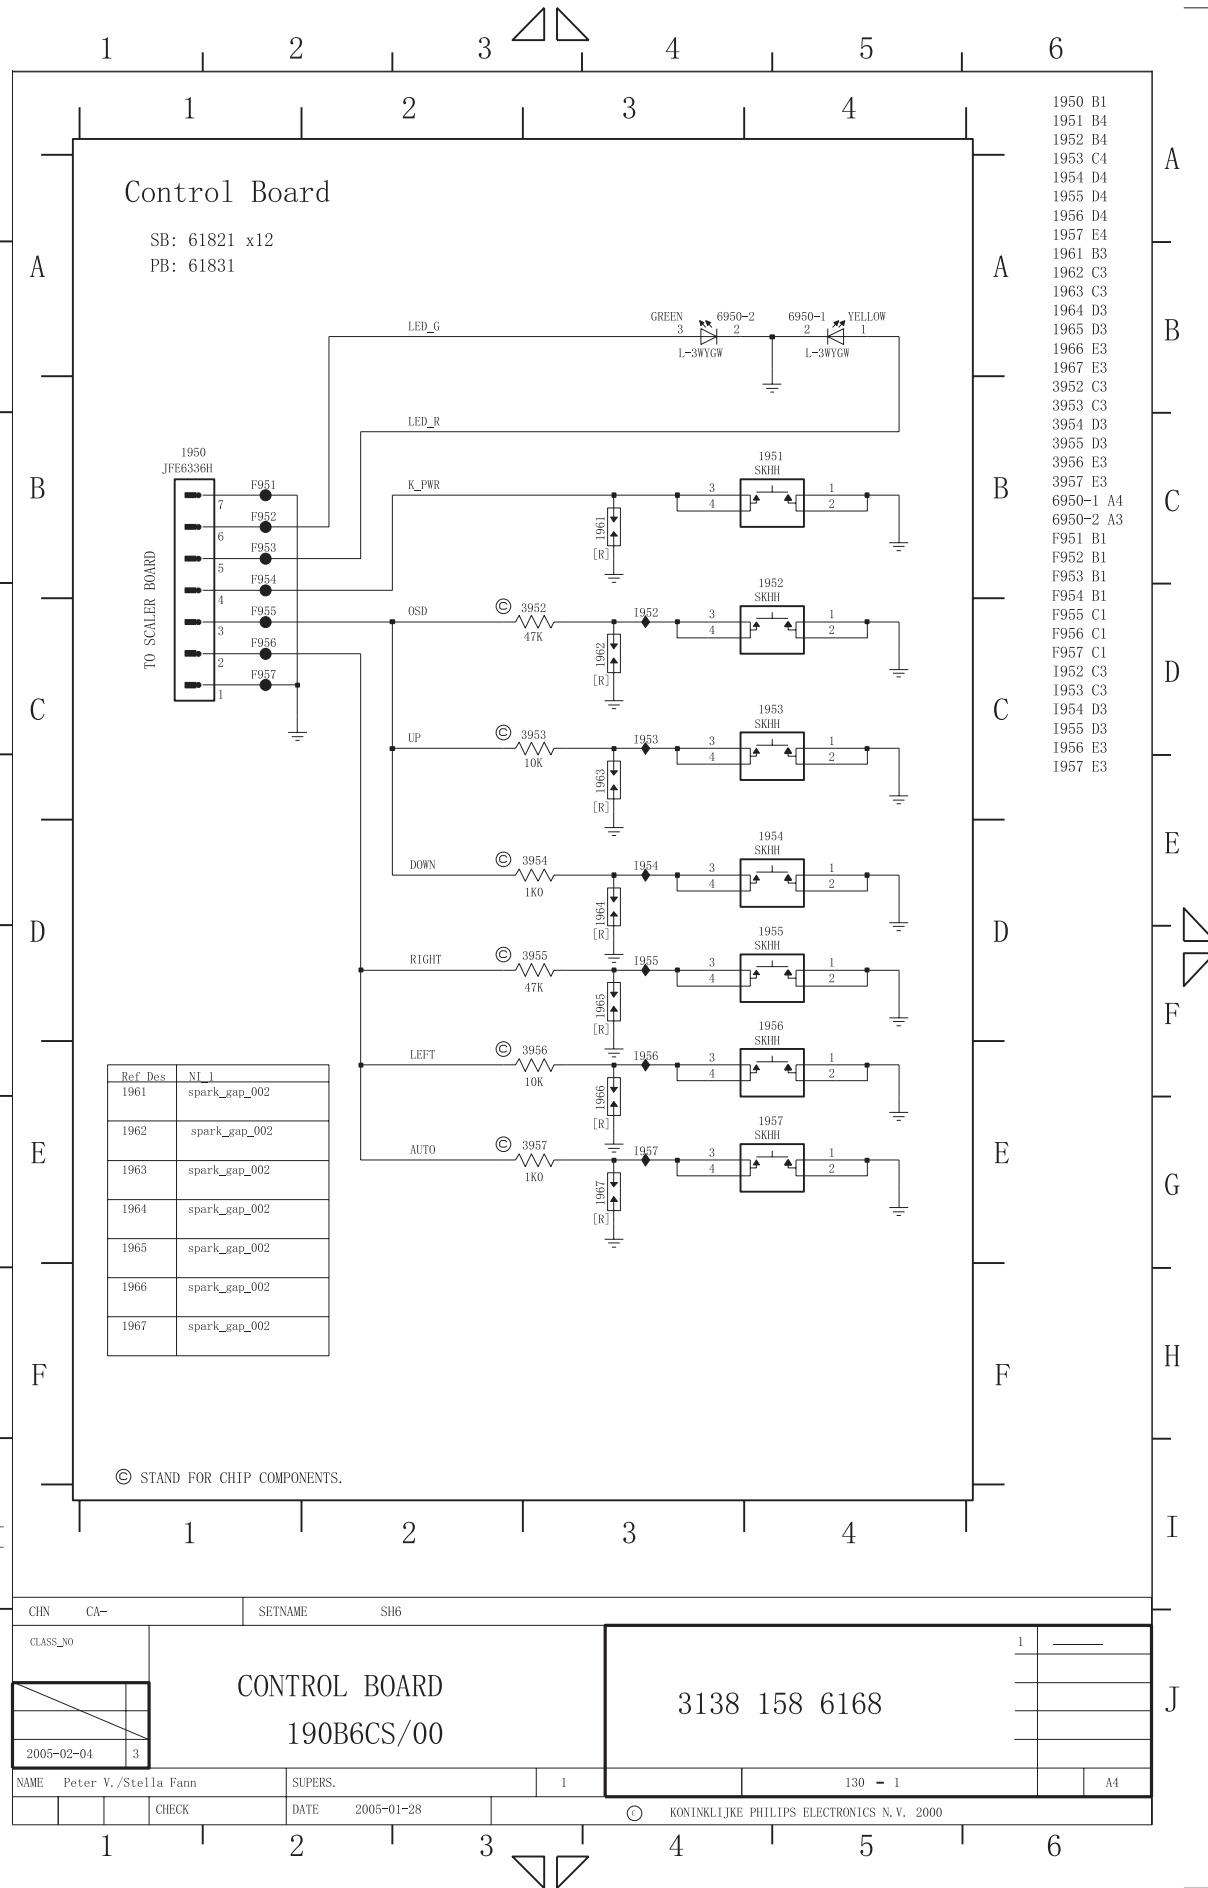 1 2 3 4 5 6
1 2 3 4
1950 B1
1951 B4
1952 B4
1953 C4
1954 D4
1955 D4
1956 D4
1957 E4
1961 B3
1962 C3
1963 C3
1964 D3
1965 D3
1966 E3
1967 E3
3952 C3
3953 C3
3954 D3
3955 D3
3956 E3
3957 E3
6950-1 A4
6950-2 A3
F951 B1
F952 B1
F953 B1
F954 B1
F955 C1
F956 C1
F957 C1
I952 C3
I953 C3
I954 D3
I955 D3
I956 E3
I957 E3
A
B
C
D
E
F
G
H
I
J
A
B
C
D
E
F
A
B
C
D
E
F
Control Board
SB: 61821 x12
PB: 61831
LED_G
GREEN 6950-2 6950-1 YELLOW
3 2 2 1
L-3WYGW L-3WYGW
LED_R
1950
JFE6336H
TO SCALER BOARD
F951
7
F952
6
F953
5
F954
4
F955
3
F956
2
F957
1
K_PWR
1961
[R]
1951
SKHH
3 1
4 2
OSD
© 3952
47K
1962
[R]
I952
1952
SKHH
3 1
4 2
UP
© 3953
10K
1963
[R]
I953
1953
SKHH
3 1
4 2
DOWN
© 3954
1K0
1964
[R]
I954
1954
SKHH
3 1
4 2
RIGHT
© 3955
47K
1965
[R]
I955
1955
SKHH
3 1
4 2
LEFT
© 3956
10K
1966
[R]
I956
1956
SKHH
3 1
4 2
AUTO
© 3957
1K0
1967
[R]
I957
1957
SKHH
3 1
4 2
Ref Des NI_1
1961 spark_gap_002
1962 spark_gap_002
1963 spark_gap_002
1964 spark_gap_002
1965 spark_gap_002
1966 spark_gap_002
1967 spark_gap_002
© STAND FOR CHIP COMPONENTS.
1 2 3 4
CHN CA- SETNAME SH6
CLASS_NO
CONTROL BOARD
190B6CS/00
3138 158 6168
1
2005-02-04 3
NAME Peter V./Stella Fann SUPERS. 1 130 - 1 A4
CHECK DATE 2005-01-28
© KONINKLIJKE PHILIPS ELECTRONICS N.V. 2000
1 2 3 4 5 6